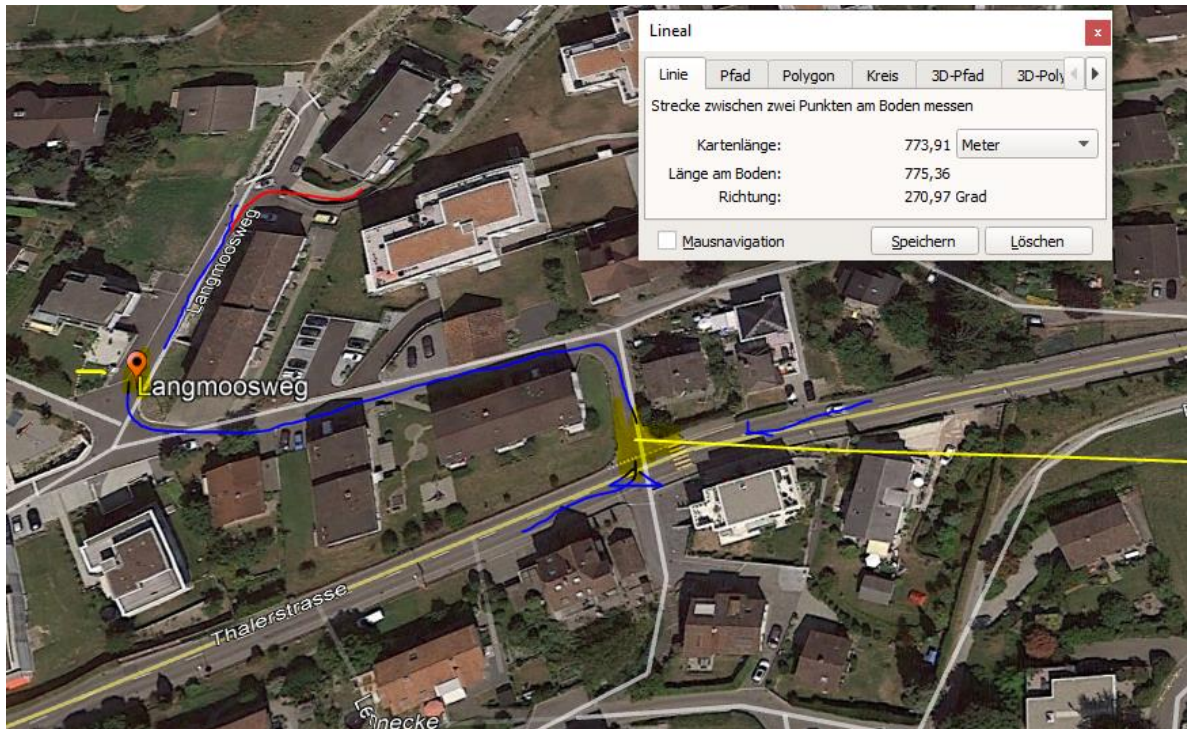 Lineal
x
Linie Pfad Polygon Kreis 3D-Pfad 3D-Poly
Strecke zwischen zwei Punkten am Boden messen
Kartenlänge: 773,91 Meter
Länge am Boden: 775,36
Richtung: 270,97 Grad
Mausnavigation Speichern Löschen
Langmoosweg
Langmoosweg
Thalerstrasse